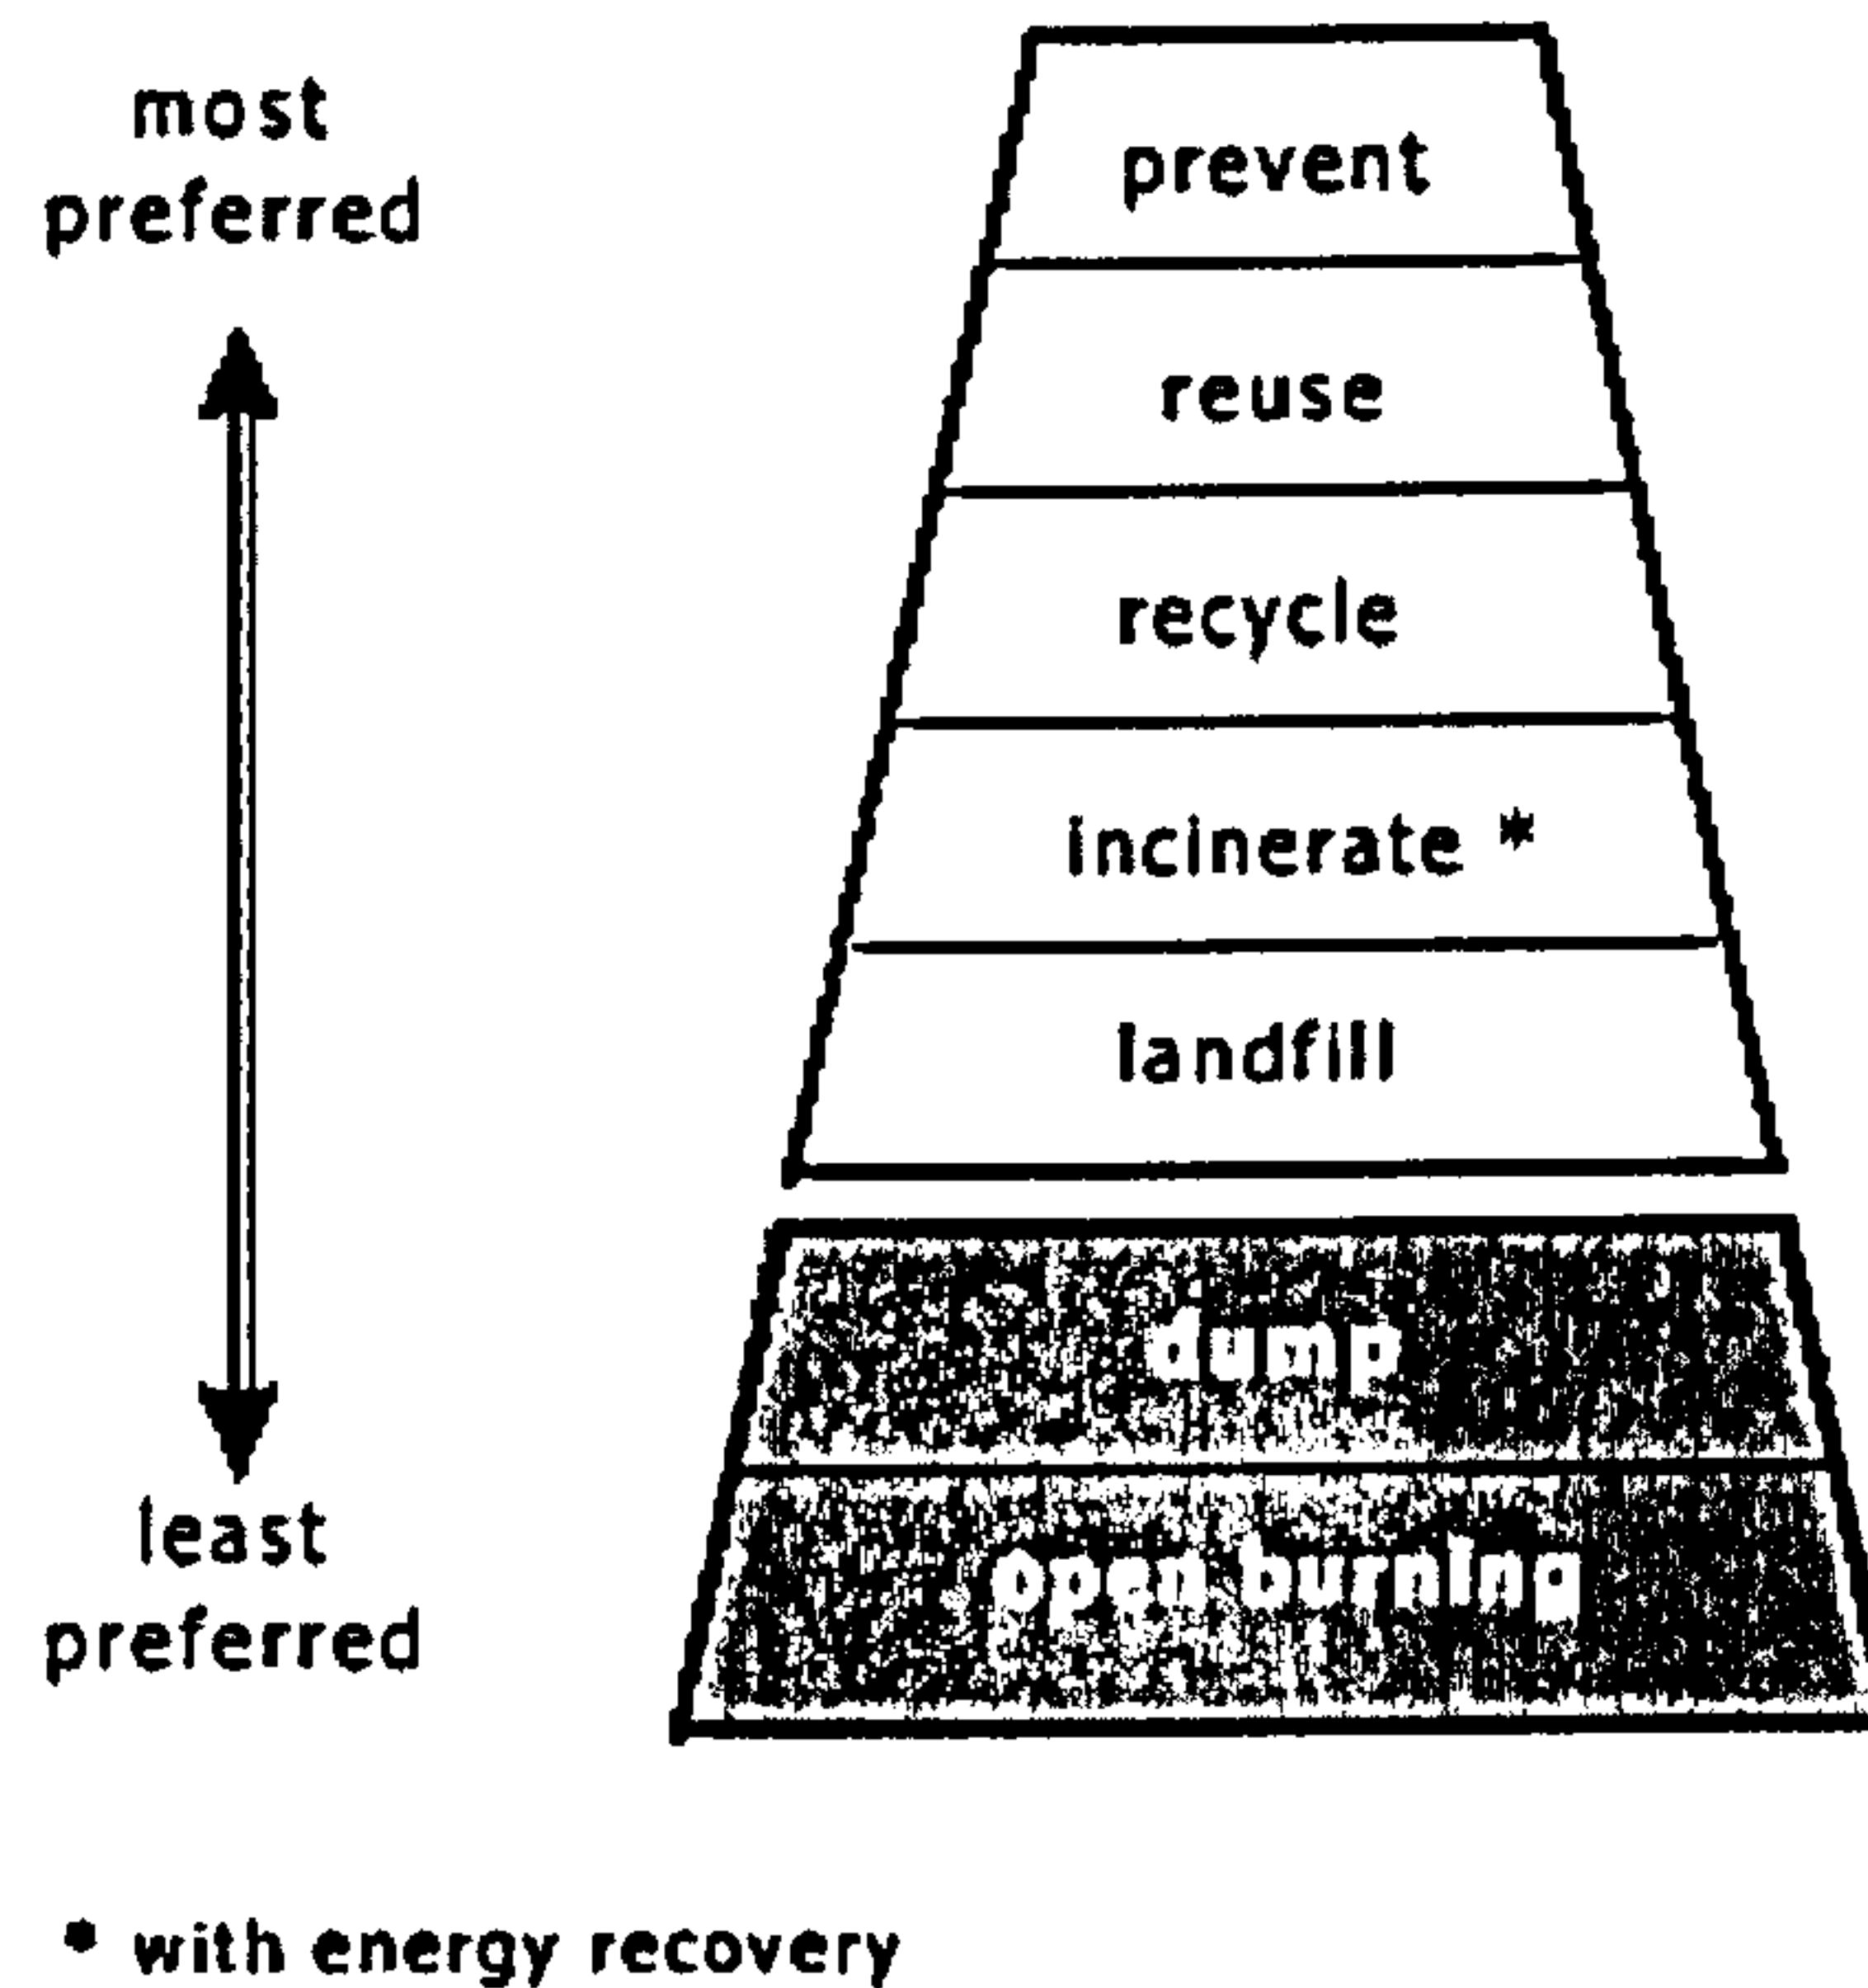 most
preferred
prevent
reuse
recycle
incinerate *
landfill
dump
open burning
least
preferred
* with energy recovery